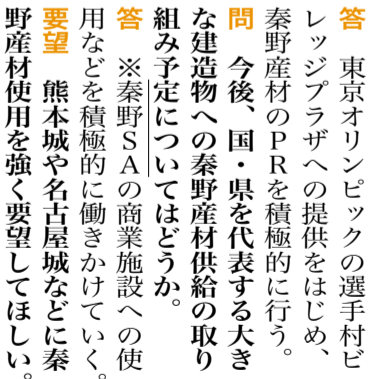 答　東京オリンピックの選手村ビ
レッジプラザへの提供をはじめ、
秦野産材のＰＲを積極的に行う。
問　今後、国・県を代表する大き
な建造物への秦野産材供給の取り
組み予定についてはどうか。
答　※秦野ＳＡの商業施設への使
用などを積極的に働きかけていく。
要望　熊本城や名古屋城などに秦
野産材使用を強く要望してほしい。